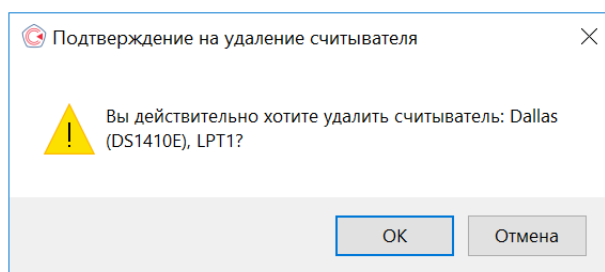 Подтверждение на удаление считывателя
Вы действительно хотите удалить считыватель: Dallas
(DS1410E), LPT1?
OK
Отмена